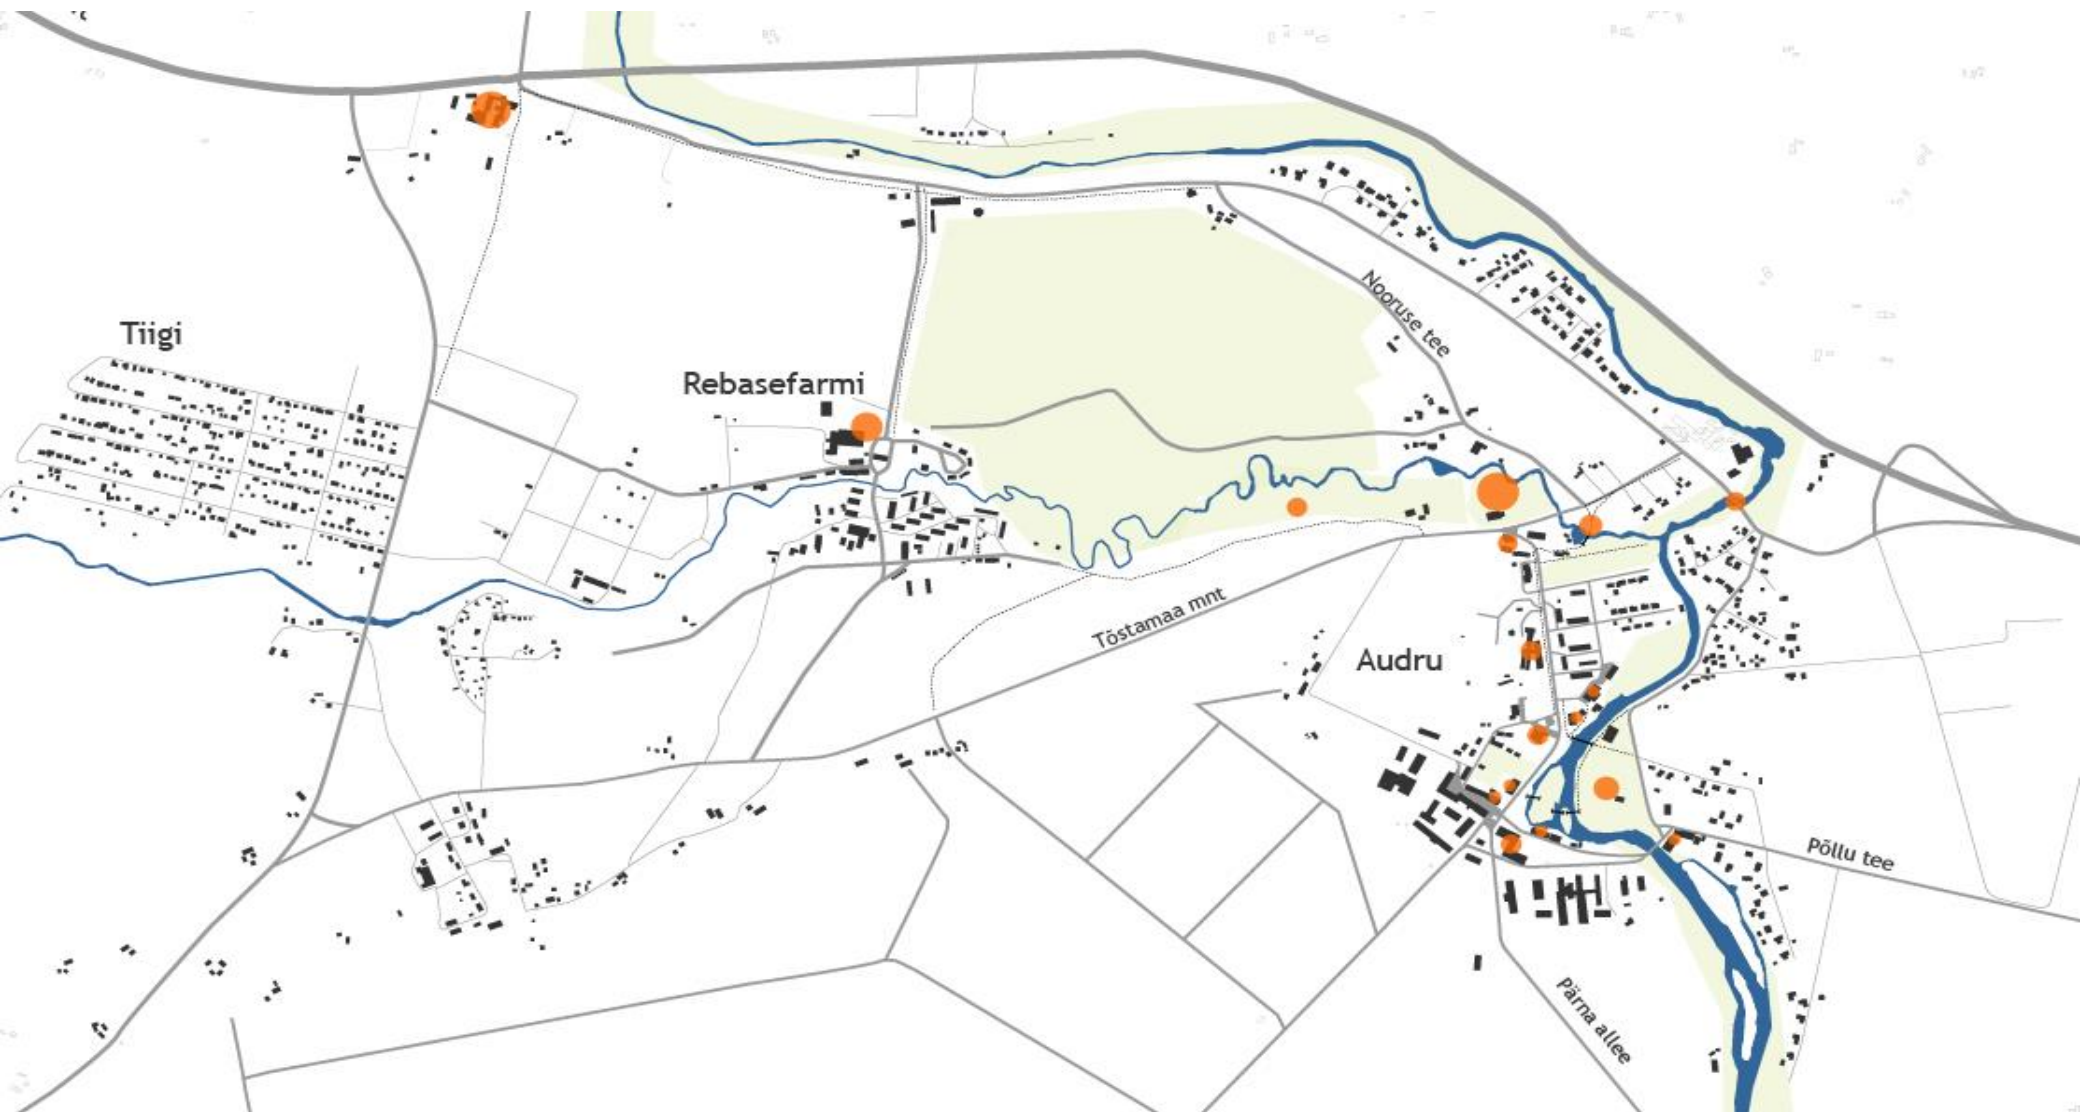 Nooruse tee
Tiigi
Rebasefarmi
Tõstamaa mnt
Audru
Põllu tee
Pärna allee